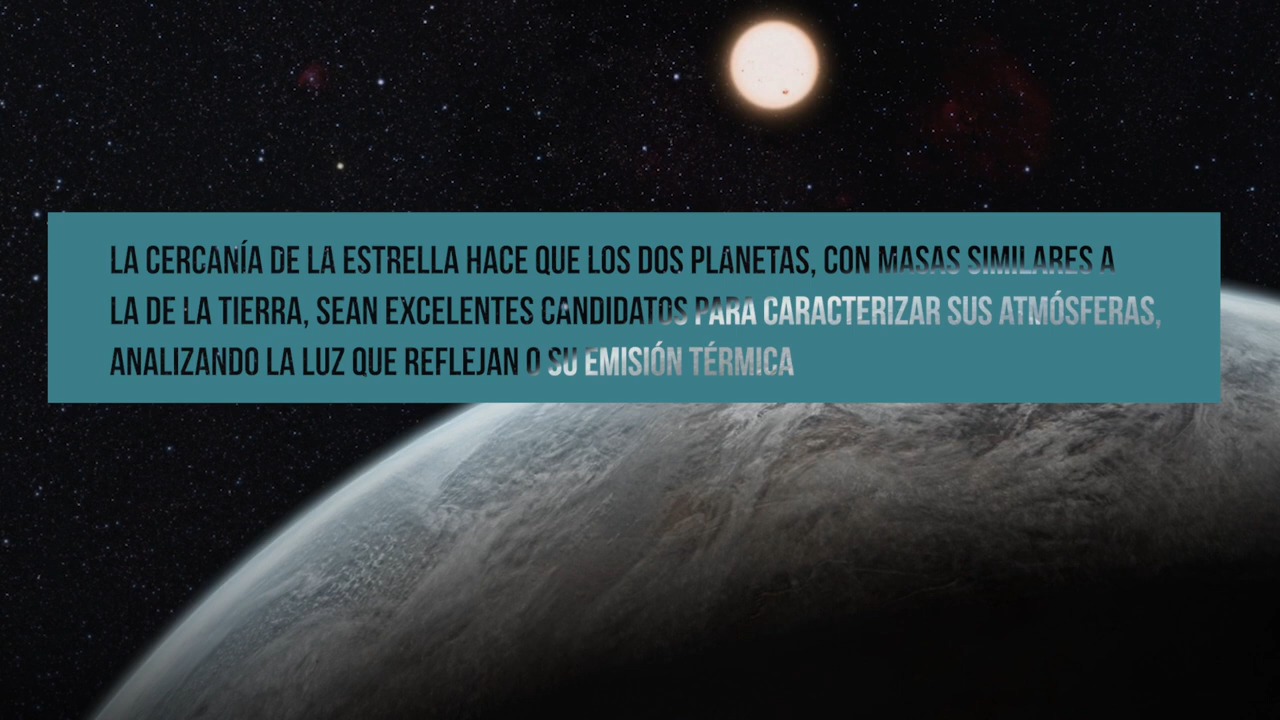 LA CERCANÍA DE LA ESTRELLA HACE QUE LOS DOS PLANETAS, CON MASAS SIMILARES A
LA DE LA TIERRA, SEAN EXCELENTES CANDIDATOS PARA CARACTERIZAR SUS ATMÓSFERAS,
ANALIZANDO LA LUZ QUE REFLEJAN O SU EMISIÓN TÉRMICA